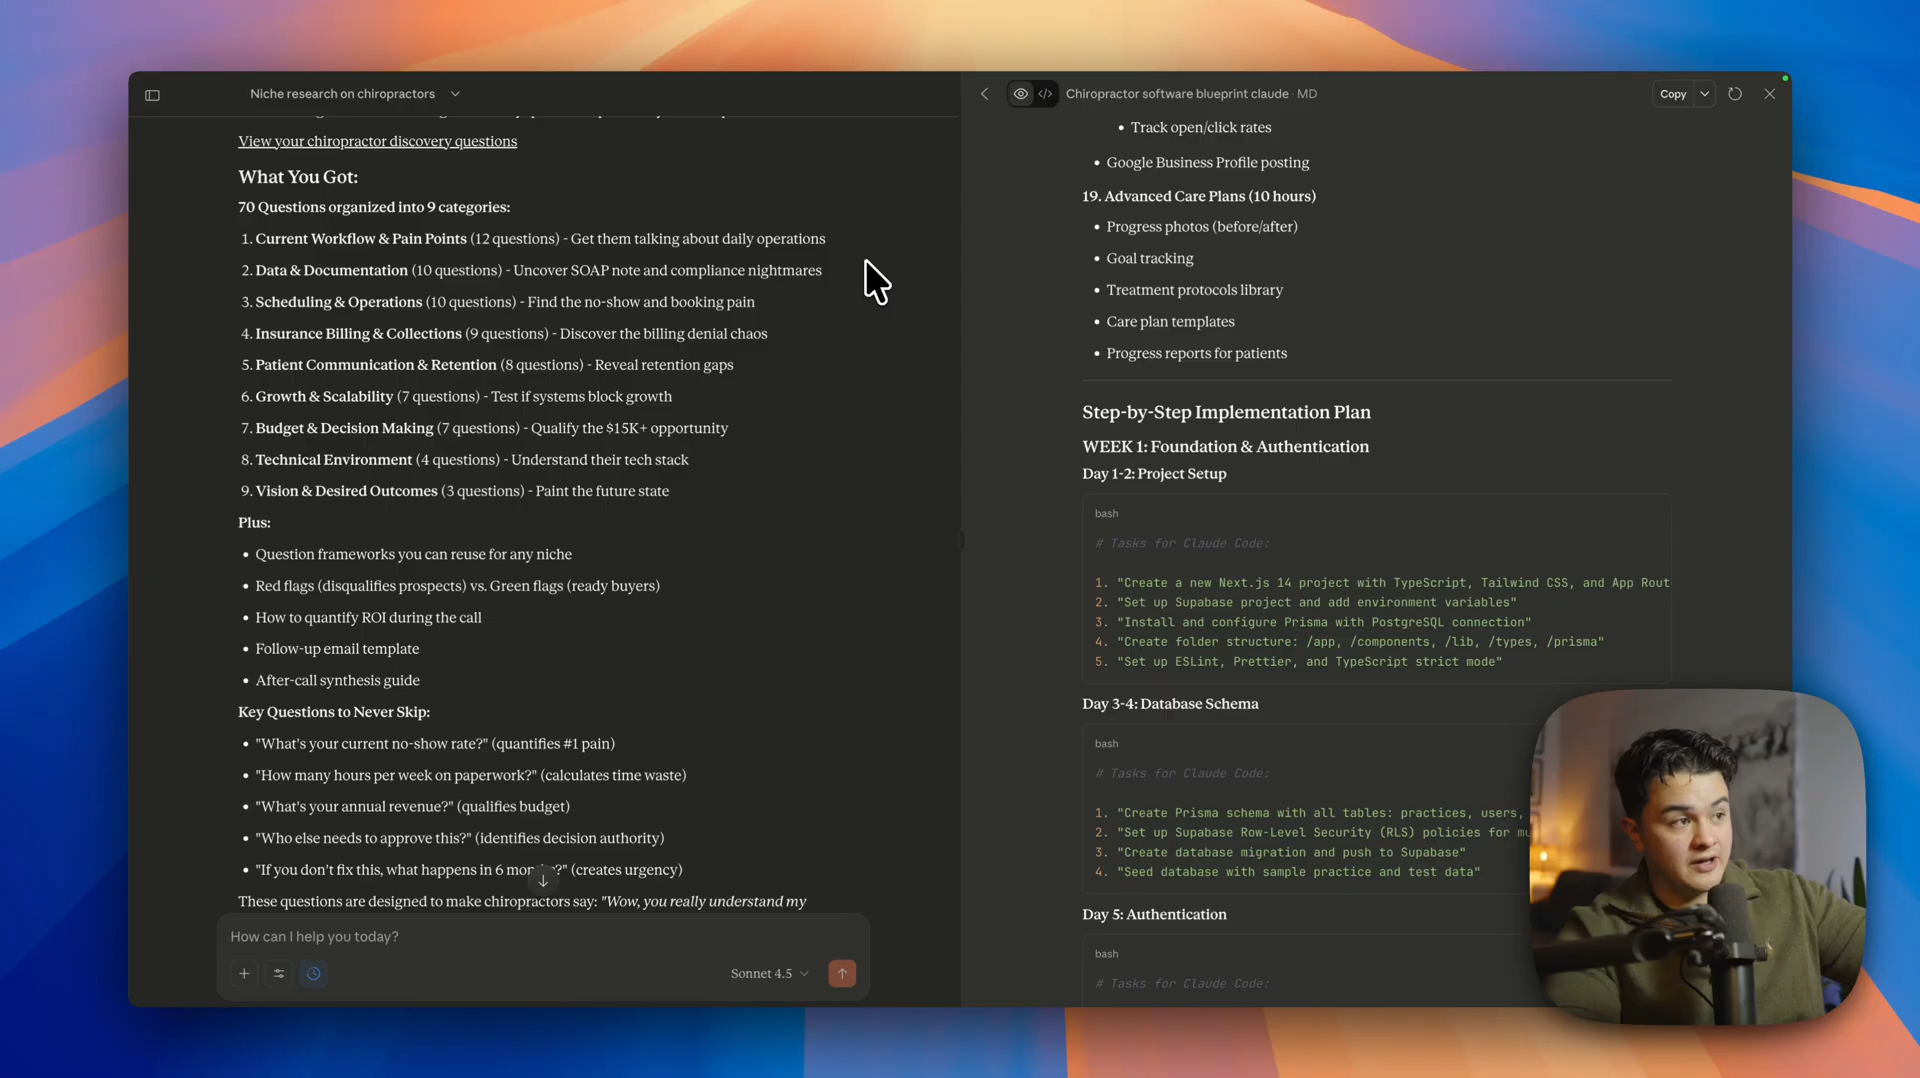 Niche research on chiropractors
View your chiropractor discovery questions
What You Got:
70 Questions organized into 9 categories:
1. Current Workflow & Pain Points (12 questions) - Get them talking about daily operations
2. Data & Documentation (10 questions) - Uncover SOAP note and compliance nightmares
3. Scheduling & Operations (10 questions) - Find the no-show and booking pain
4. Insurance Billing & Collections (9 questions) - Discover the billing denial chaos
5. Patient Communication & Retention (8 questions) - Reveal retention gaps
6. Growth & Scalability (7 questions) - Test if systems block growth
7. Budget & Decision Making (7 questions) - Qualify the $15K+ opportunity
8. Technical Environment (4 questions) - Understand their tech stack
9. Vision & Desired Outcomes (3 questions) - Paint the future state
Plus:
• Question frameworks you can reuse for any niche
• Red flags (disqualifies prospects) vs. Green flags (ready buyers)
• How to quantify ROI during the call
• Follow-up email template
• After-call synthesis guide
Key Questions to Never Skip:
• "What's your current no-show rate?" (quantifies #1 pain)
• "How many hours per week on paperwork?" (calculates time waste)
• "What's your annual revenue?" (qualifies budget)
• "Who else needs to approve this?" (identifies decision authority)
• "If you don't fix this, what happens in 6 (creates urgency)
These questions are designed to make chiropractors say: "Wow, you really understand my
How can I help you today?
Sonnet 4.5
Chiropractor software blueprint claude · MD
Copy
• Track open/click rates
• Google Business Profile posting
19. Advanced Care Plans (10 hours)
• Progress photos (before/after)
• Goal tracking
• Treatment protocols library
• Care plan templates
• Progress reports for patients
Step-by-Step Implementation Plan
WEEK 1: Foundation & Authentication
Day 1-2: Project Setup
bash
# Tasks for Claude Code:
1. "Create a new Next.js 14 project with TypeScript, Tailwind CSS, and App Rout
2. "Set up Supabase project and add environment variables"
3. "Install and configure Prisma with PostgreSQL connection"
4. "Create folder structure: /app, /components, /lib, /types, /prisma"
5. "Set up ESLint, Prettier, and TypeScript strict mode"
Day 3-4: Database Schema
bash
# Tasks for Claude Code:
1. "Create Prisma schema with all tables: practices, users,
2. "Set up Supabase Row-Level Security (RLS) policies for
3. "Create database migration and push to Supabase"
4. "Seed database with sample practice and test data"
Day 5: Authentication
bash
# Tasks for Claude Code: